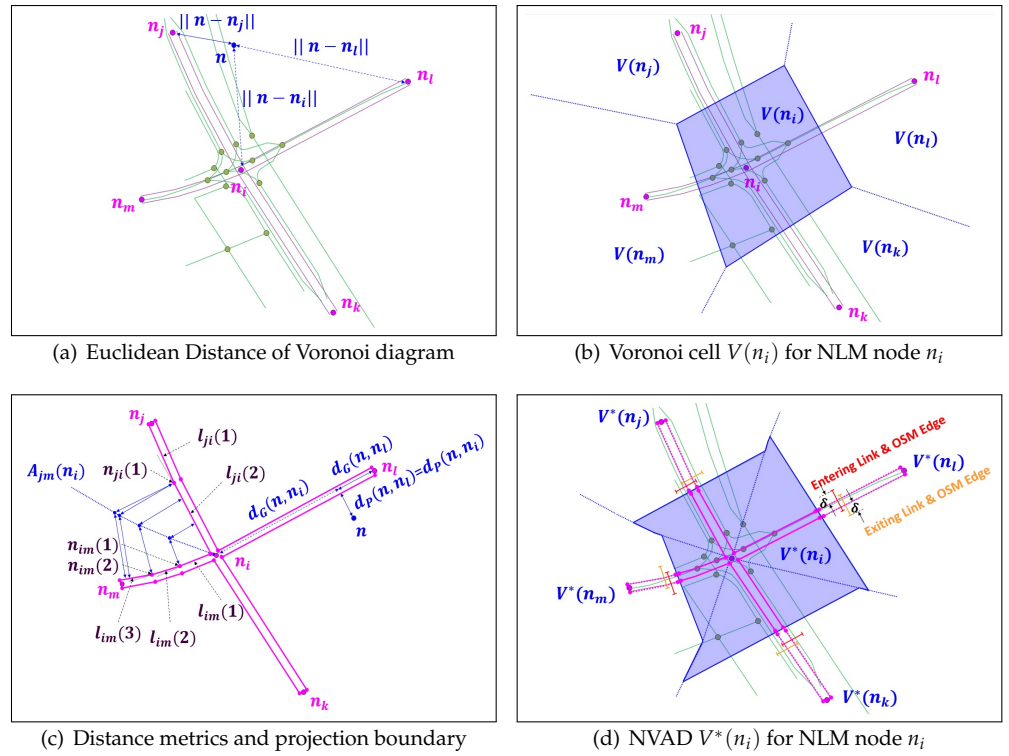 n_j
|| n − n_j ||
n
|| n − n_l ||
n_l
|| n − n_i ||
n_i
n_m
n_k
(a) Euclidean Distance of Voronoi diagram
n_j
V(n_j)
n_l
V(n_i)
V(n_l)
n_i
n_m
V(n_m)
V(n_k)
n_k
(b) Voronoi cell V(n_i) for NLM node n_i
n_j
l_ji(1)
A_jm(n_i)
n_ji(1)
l_ji(2)
d_G(n, n_l)
d_G(n, n_i)
n_l
d_P(n, n_l)=d_P(n, n_i)
n
n_im(1)
n_im(2)
n_i
n_m
l_im(1)
l_im(3)
l_im(2)
n_k
(c) Distance metrics and projection boundary
V*(n_j)
Entering Link & OSM Edge
V*(n_l)
δ
δ
Exiting Link & OSM Edge
V*(n_i)
V*(n_m)
V*(n_k)
(d) NVAD V*(n_i) for NLM node n_i